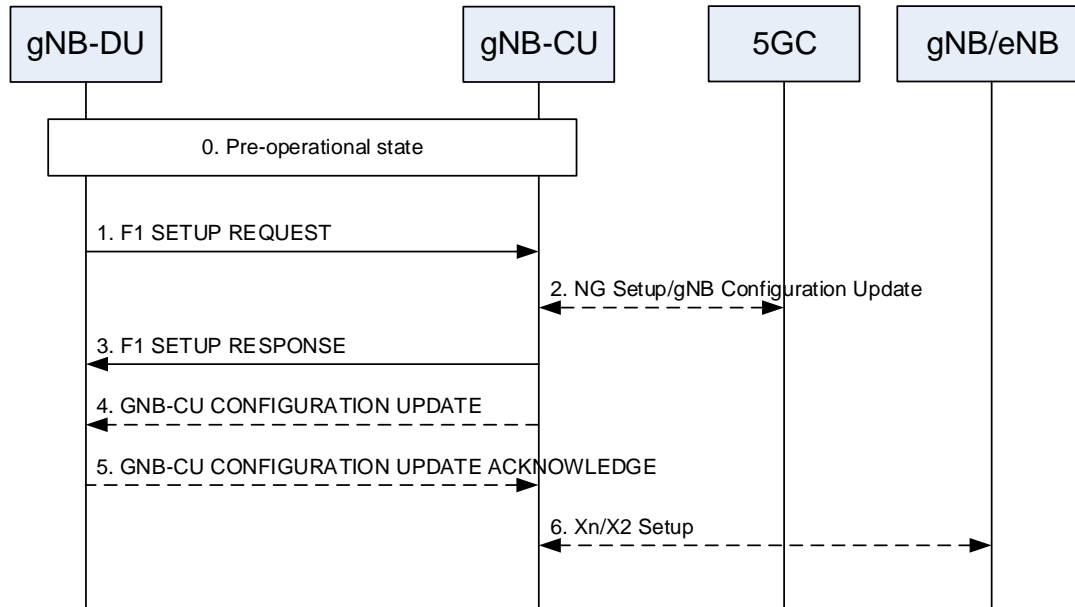 gNB-DU
gNB-CU
5GC
gNB/eNB
0. Pre-operational state
1. F1 SETUP REQUEST
2. NG Setup/gNB Configuration Update
3. F1 SETUP RESPONSE
4. GNB-CU CONFIGURATION UPDATE
5. GNB-CU CONFIGURATION UPDATE ACKNOWLEDGE
6. Xn/X2 Setup